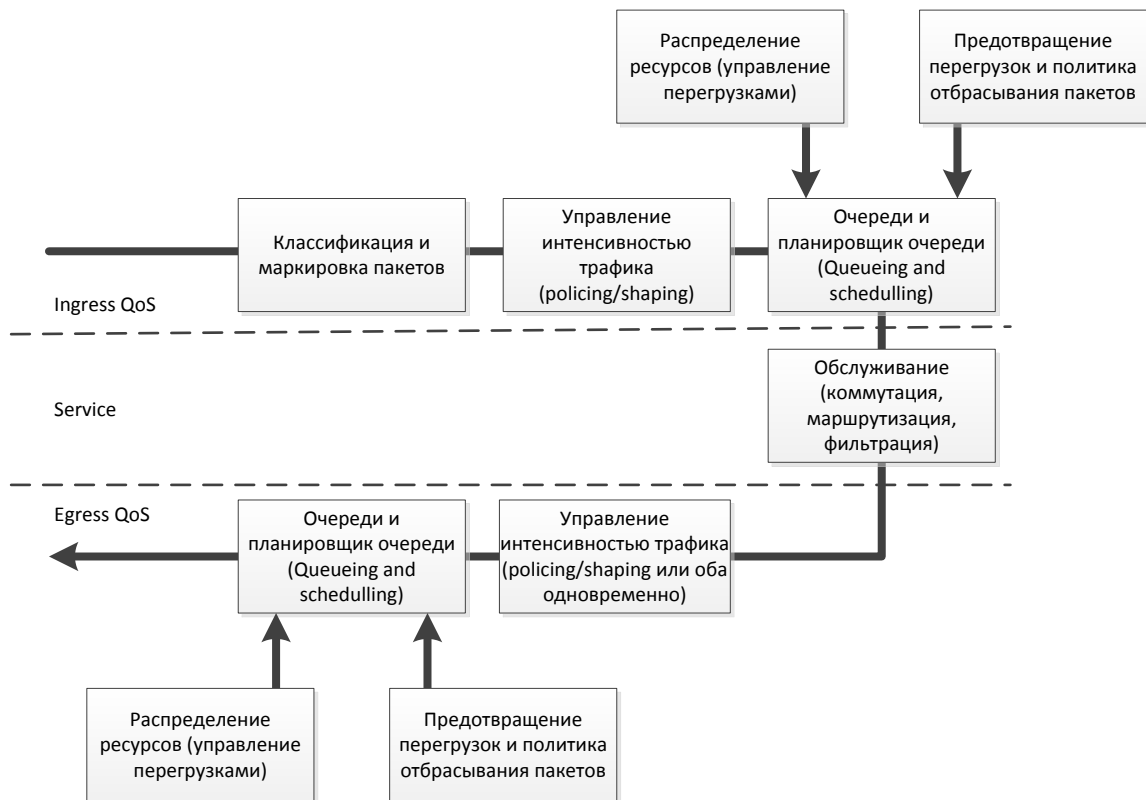 Распределение
ресурсов (управление
перегрузками)
Предотвращение
перегрузок и политика
отбрасывания пакетов
Классификация и
маркировка пакетов
Управление
интенсивностью
трафика
(policing/shaping)
Очереди и
планировщик очереди
(Queueing and
schedulling)
Ingress QoS
Service
Обслуживание
(коммутация,
маршрутизация,
фильтрация)
Egress QoS
Очереди и
планировщик очереди
(Queueing and
schedulling)
Управление
интенсивностью трафика
(policing/shaping или оба
одновременно)
Распределение
ресурсов (управление
перегрузками)
Предотвращение
перегрузок и политика
отбрасывания пакетов